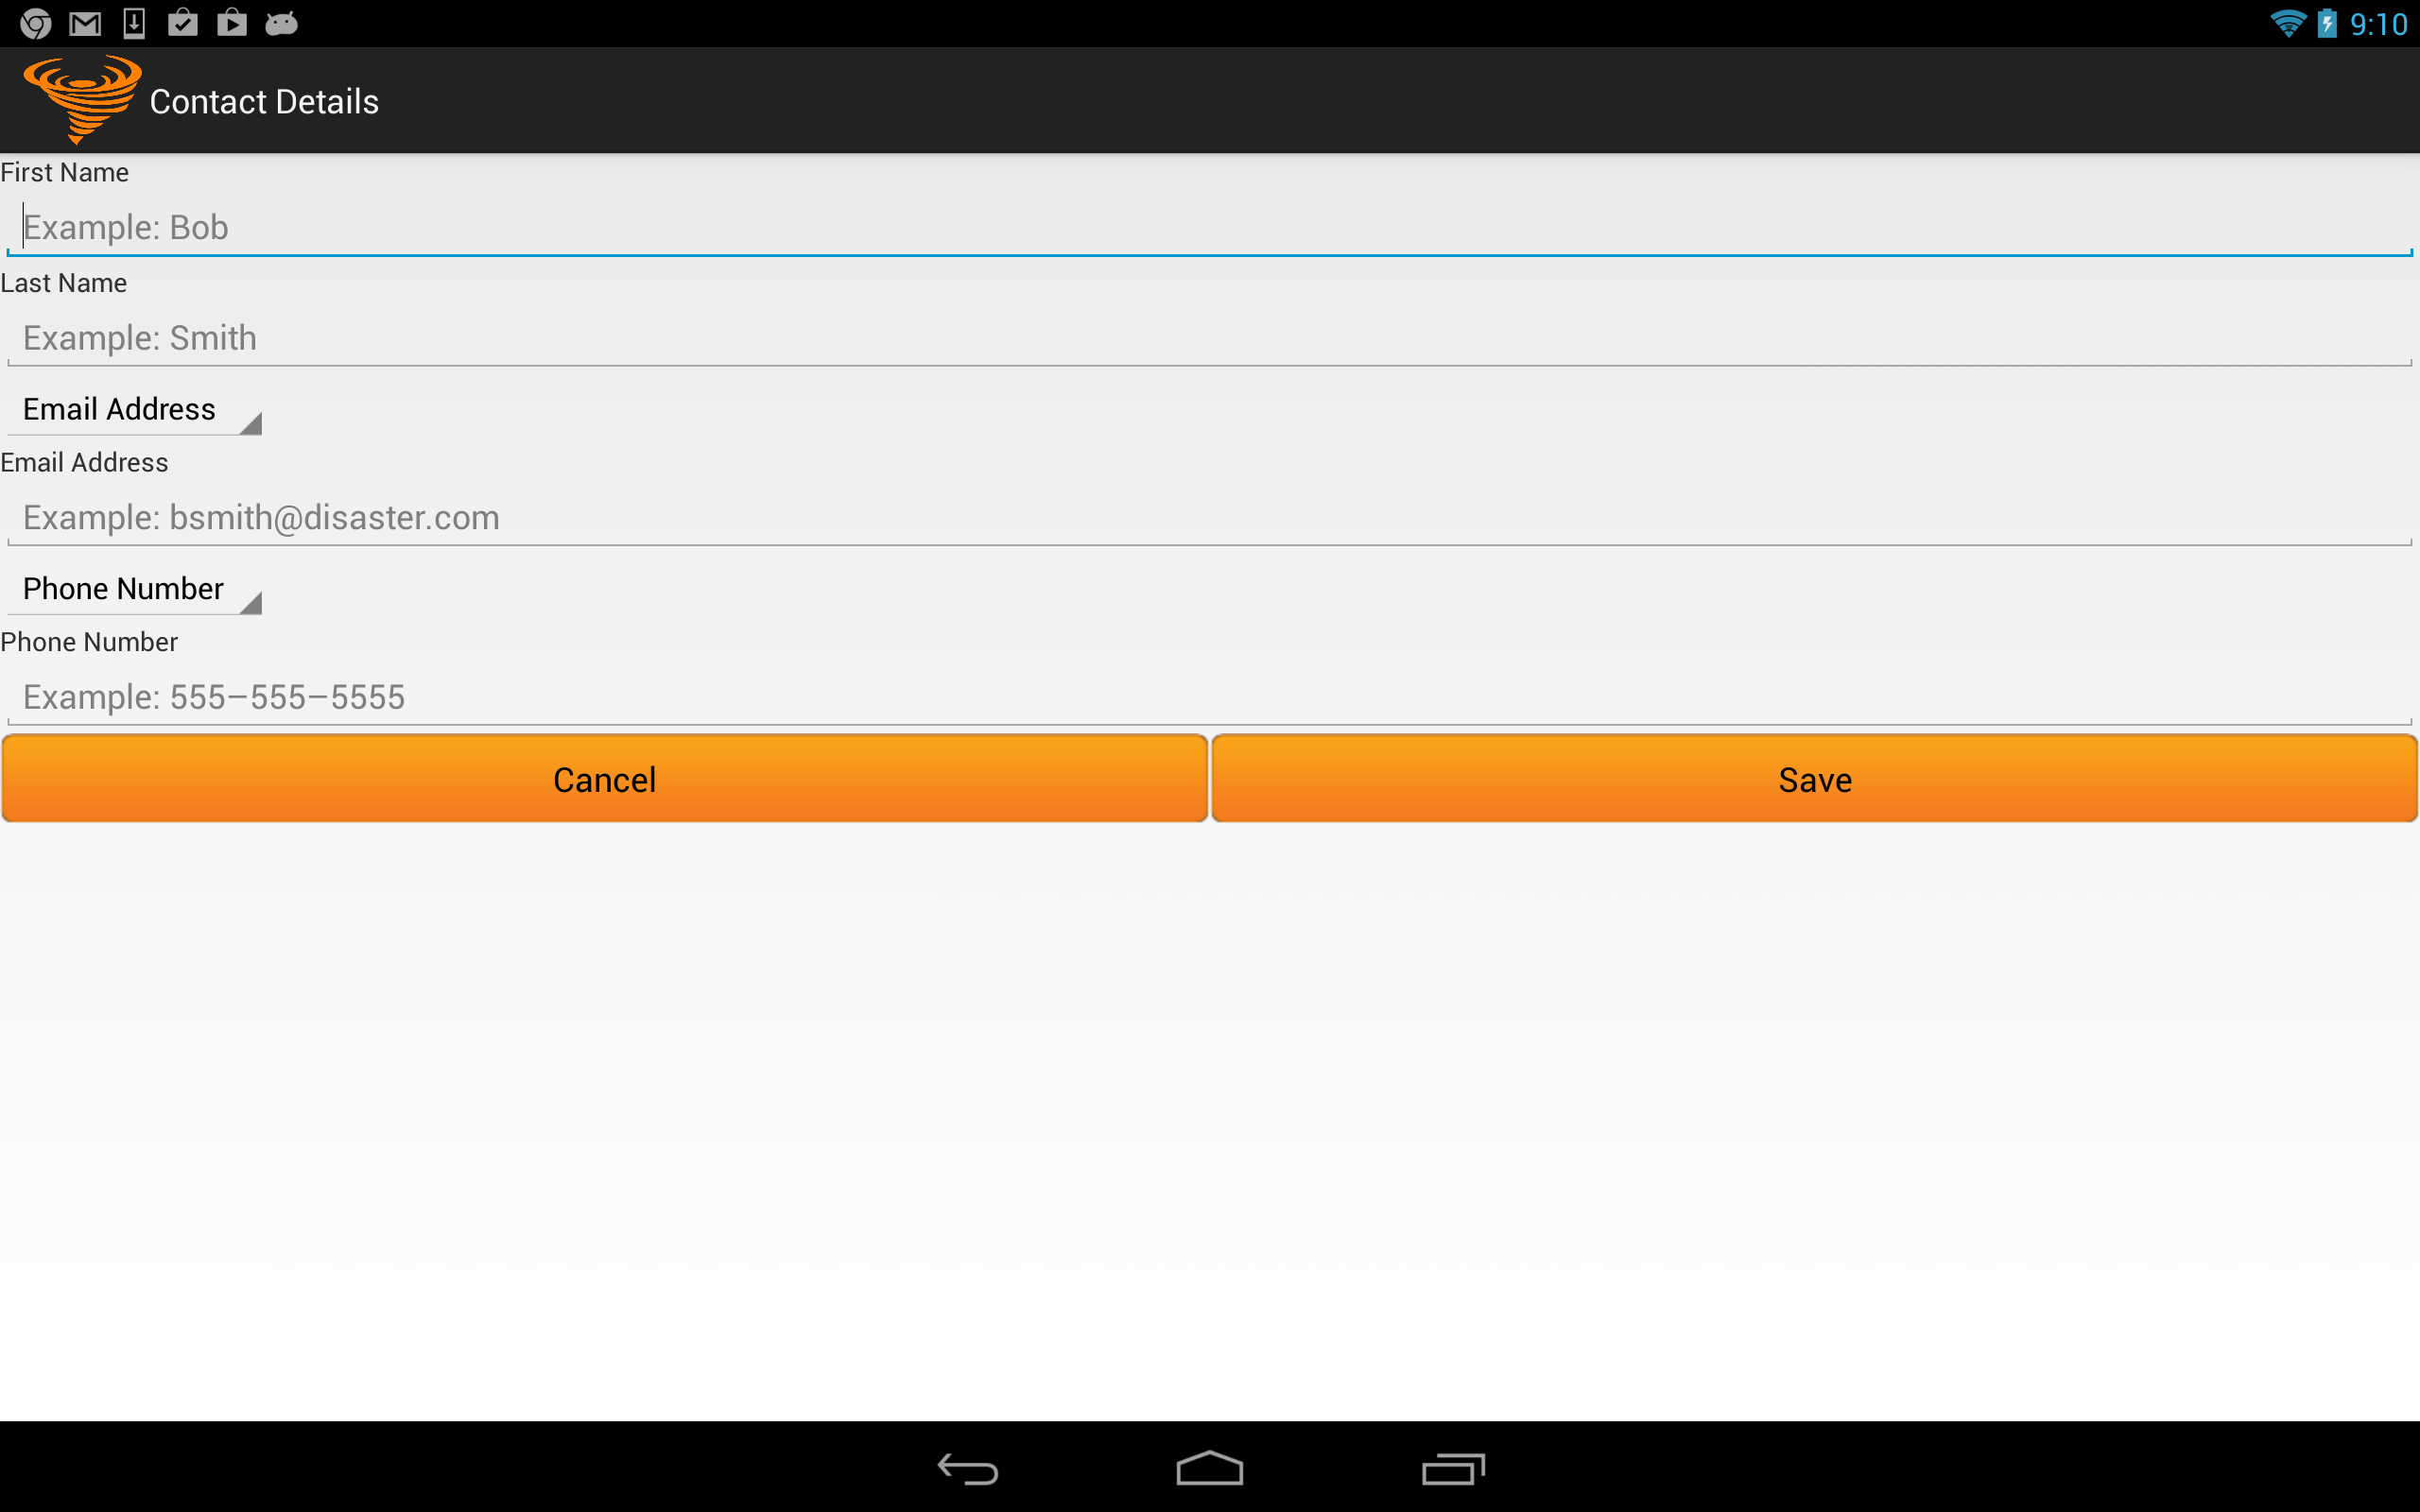 9:10
Contact Details
First Name
Example: Bob
Last Name
Example: Smith
Email Address
Email Address
Example: bsmith@disaster.com
Phone Number
Phone Number
Example: 555-555-5555
Cancel
Save